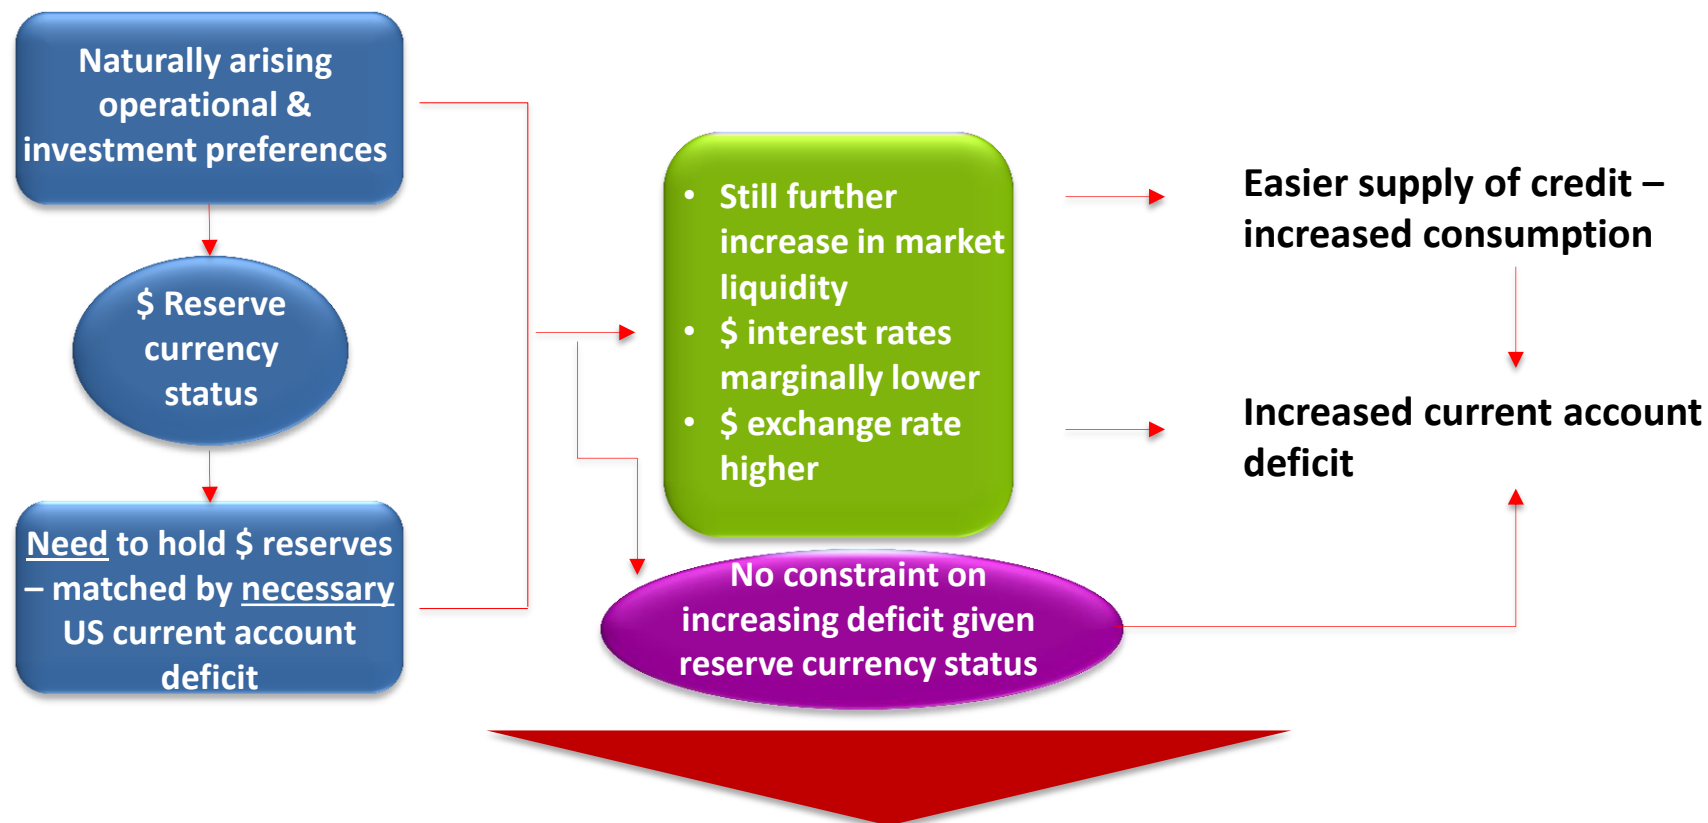 Naturally arising
operational &
investment preferences
$ Reserve
currency
status
Need to hold $ reserves
– matched by necessary
US current account
deficit
• Still further
increase in market
liquidity
• $ interest rates
marginally lower
• $ exchange rate
higher
No constraint on
increasing deficit given
reserve currency status
Easier supply of credit –
increased consumption
Increased current account
deficit